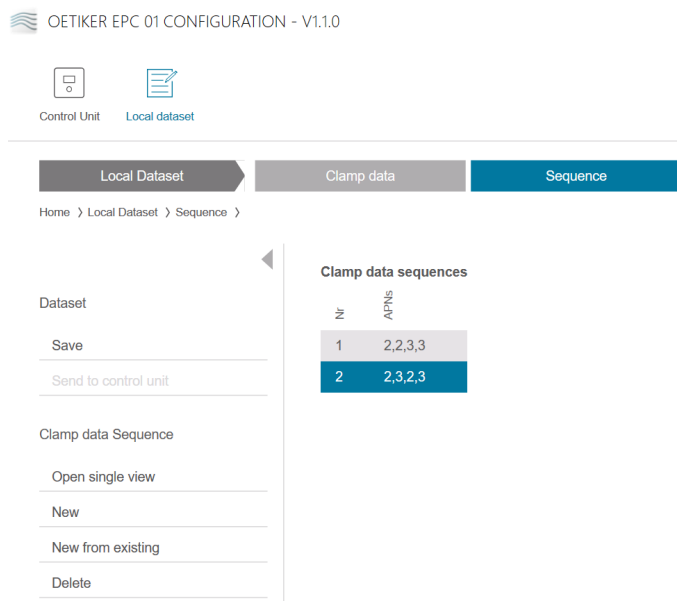 OETIKER EPC 01 CONFIGURATION - V1.1.0
Control Unit Local dataset
Local Dataset Clamp data Sequence
Home > Local Dataset > Sequence >
Clamp data sequences
Nr APNs
1 2,2,3,3
2 2,3,2,3
Dataset
Save
Send to control unit
Clamp data Sequence
Open single view
New
New from existing
Delete